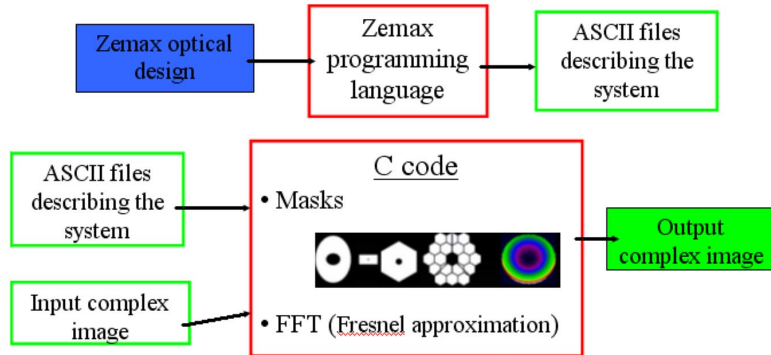 Zemax optical
design
Zemax
programming
language
ASCII files
describing the
system
ASCII files
describing the
system
Input complex
image
C code
• Masks
• FFT (Fresnel approximation)
Output
complex image